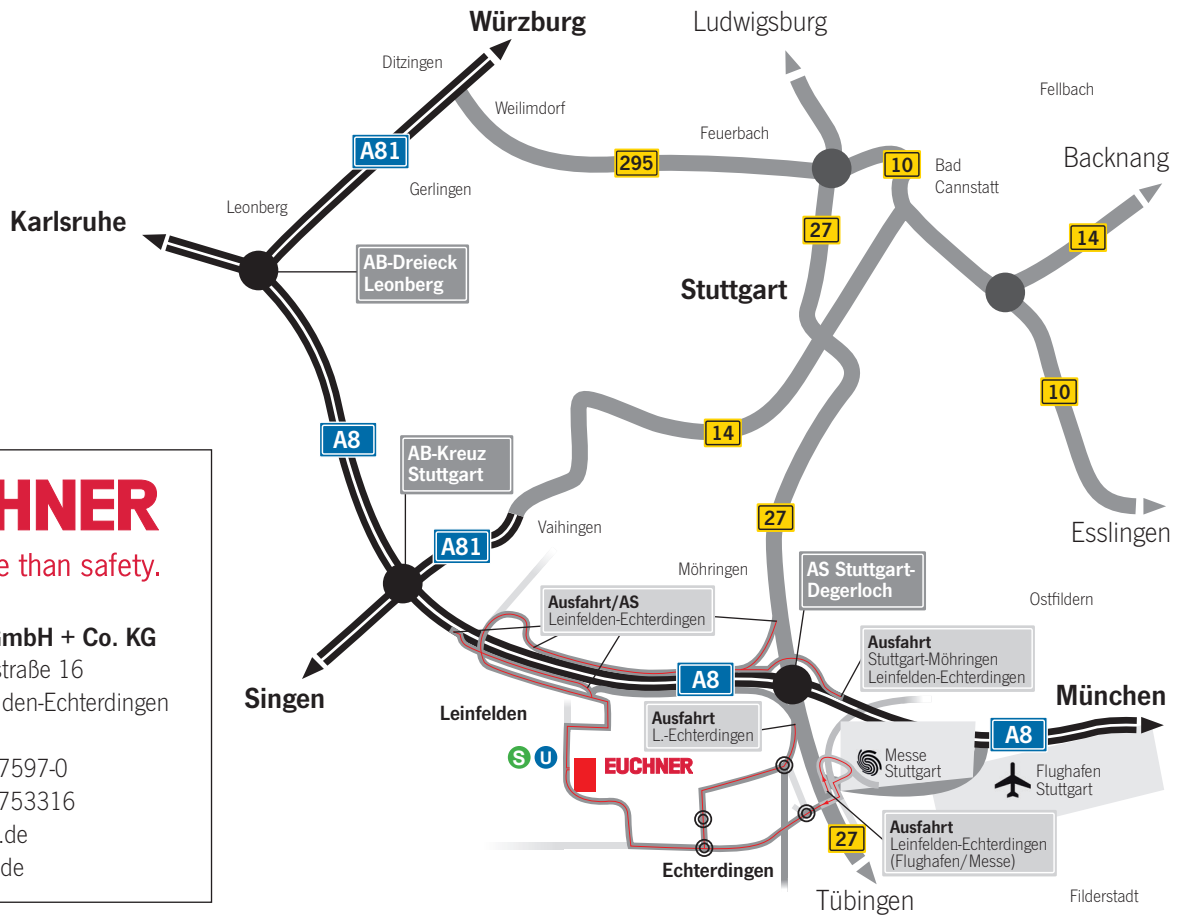 Würzburg
Ludwigsburg
Ditzingen
Fellbach
Weilimdorf
Feuerbach
A81
295
10
Bad
Cannstatt
Backnang
Gerlingen
Leonberg
Karlsruhe
27
14
AB-Dreieck
Leonberg
Stuttgart
10
14
A8
AB-Kreuz
Stuttgart
27
Vaihingen
A81
Esslingen
Möhringen
AS Stuttgart-
Degerloch
Ostfildern
Ausfahrt/AS
Leinfelden-Echterdingen
Ausfahrt
Stuttgart-Möhringen
Leinfelden-Echterdingen
A8
Singen
München
Leinfelden
Ausfahrt
L.-Echterdingen
A8
S U
EUCHNER
Messe
Stuttgart
Flughafen
Stuttgart
27
Ausfahrt
Leinfelden-Echterdingen
(Flughafen/Messe)
Echterdingen
Tübingen
Filderstadt
HNER
than safety.
mbH + Co. KG
straße 16
den-Echterdingen
7597-0
753316
.de
de